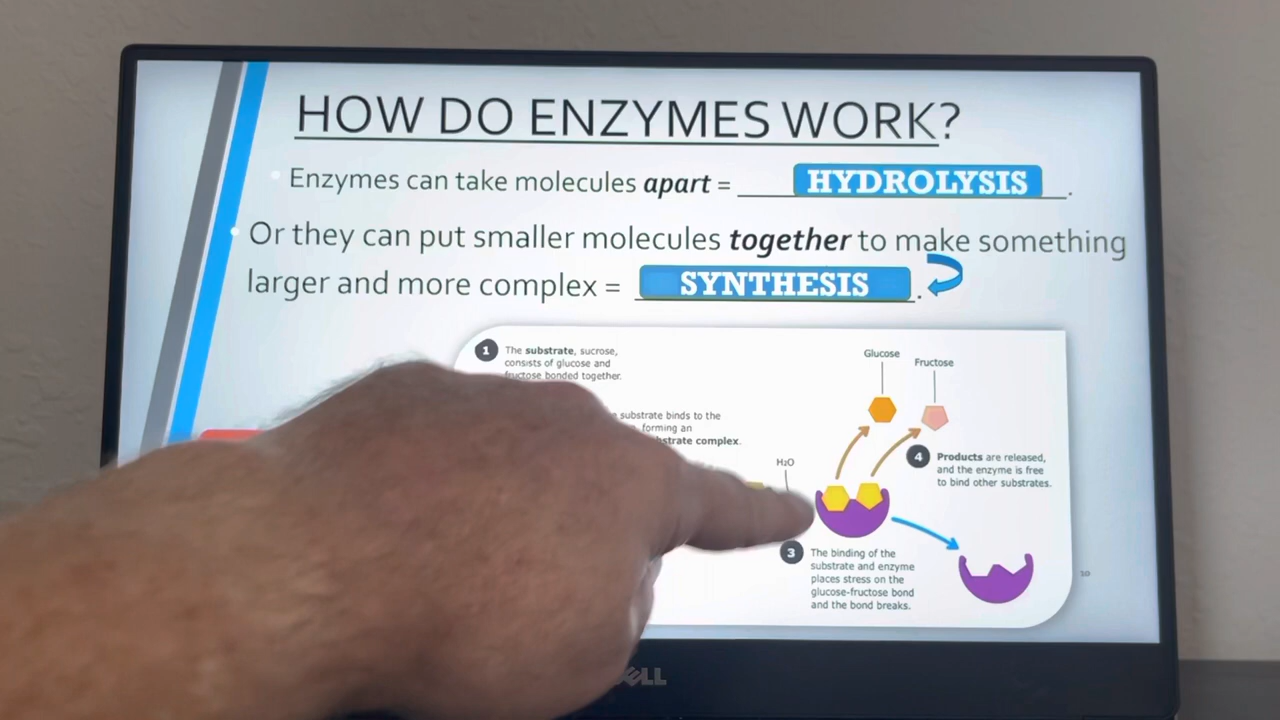 HOW DO ENZYMES WORK?
Enzymes can take molecules apart = HYDROLYSIS.
Or they can put smaller molecules together to make something
larger and more complex = SYNTHESIS.
1 The substrate, sucrose,
consists of glucose and
fructose bonded together.
substrate binds to the
forming an
complex.
Glucose
Fructose
H₂O
4 Products are released,
and the enzyme is free
to bind other substrates.
3 The binding of the
substrate and enzyme
places stress on the
glucose-fructose bond
and the bond breaks.
10
DELL